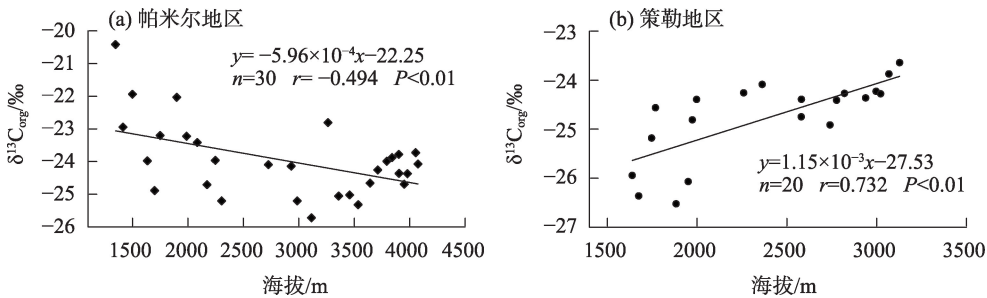 (a) 帕米尔地区
y= −5.96×10⁻⁴x−22.25
n=30 r= −0.494 P<0.01
δ¹³Corg/‰
−20
−21
−22
−23
−24
−25
−26
1500 2000 2500 3000 3500 4000 4500
海拔/m
(b) 策勒地区
y=1.15×10⁻³x−27.53
n=20 r=0.732 P<0.01
δ¹³Corg/‰
−23
−24
−25
−26
−27
1500 2000 2500 3000 3500
海拔/m